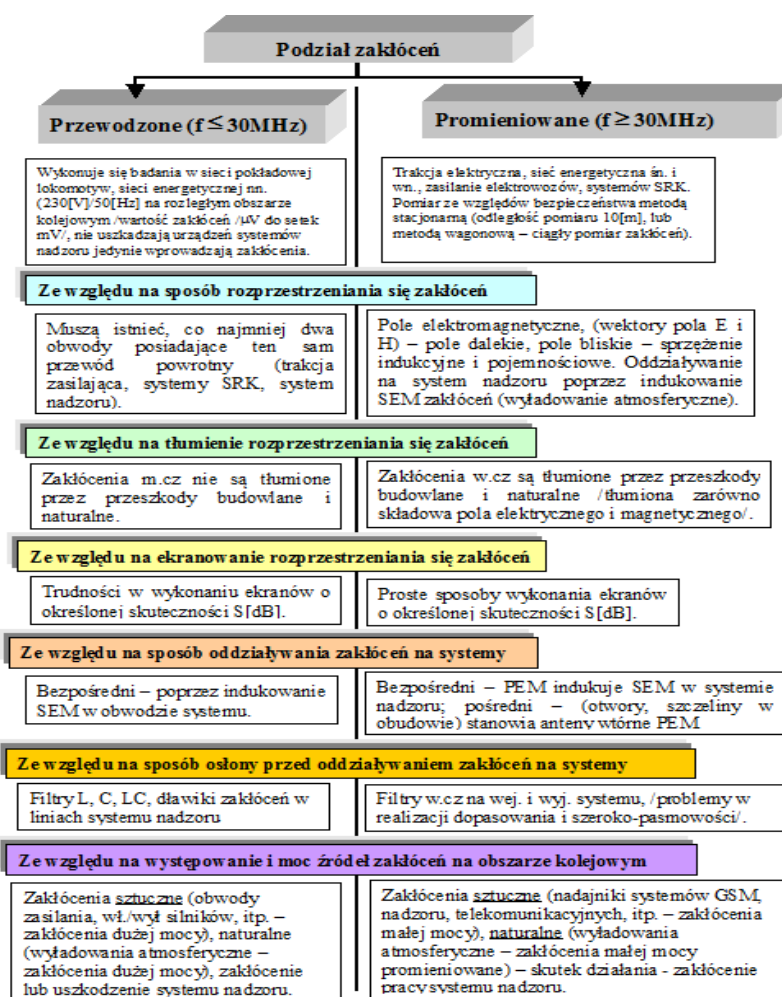 Podział zakłóceń
Przewodzone (f ≤ 30MHz)
Promieniowane (f ≥ 30MHz)
Wykonuje się badania w sieci pokładowej
lokomotyw, sieci energetycznej nn.
(230[V]/50[Hz] na rozległym obszarze
kolejowym /wartość zakłóceń /μV do setek
mV/, nie uszkadzają urządzeń systemów
nadzoru jedynie wprowadzają zakłócenia.
Trakcja elektryczna, sieć energetyczna śn. i
wn., zasilanie elektrowozów, systemów SRK.
Pomiar ze względów bezpieczeństwa metodą
stacjonarną (odległość pomiaru 10[m], lub
metodą wagonową – ciągły pomiar zakłóceń).
Ze względu na sposób rozprzestrzeniania się zakłóceń
Muszą istnieć, co najmniej dwa
obwody posiadające ten sam
przewód powrotny (trakcja
zasilająca, systemy SRK, system
nadzoru).
Pole elektromagnetyczne, (wektory pola E i
H) – pole dalekie, pole bliskie – sprzężenie
indukcyjne i pojemnościowe. Oddziaływanie
na system nadzoru poprzez indukowanie
SEM zakłóceń (wyładowanie atmosferyczne).
Ze względu na tłumienie rozprzestrzeniania się zakłóceń
Zakłócenia m.cz nie są tłumione
przez przeszkody budowlane i
naturalne.
Zakłócenia w.cz są tłumione przez przeszkody
budowlane i naturalne /tłumiona zarówno
składowa pola elektrycznego i magnetycznego/.
Ze względu na ekranowanie rozprzestrzeniania się zakłóceń
Trudności w wykonaniu ekranów o
określonej skuteczności S[dB].
Proste sposoby wykonania ekranów
o określonej skuteczności S[dB].
Ze względu na sposób oddziaływania zakłóceń na systemy
Bezpośredni – poprzez indukowanie
SEM w obwodzie systemu.
Bezpośredni – PEM indukuje SEM w systemie
nadzoru; pośredni – (otwory, szczeliny w
obudowie) stanowią anteny wtórne PEM
Ze względu na sposób osłony przed oddziaływaniem zakłóceń na systemy
Filtry L, C, LC, dławiki zakłóceń w
liniach systemu nadzoru
Filtry w.cz na wej. i wyj. systemu, /problemy w
realizacji dopasowania i szeroko-pasmowości/.
Ze względu na występowanie i moc źródeł zakłóceń na obszarze kolejowym
Zakłócenia sztuczne (obwody
zasilania, wł./wył silników, itp. –
zakłócenia dużej mocy), naturalne
(wyładowania atmosferyczne –
zakłócenia dużej mocy), zakłócenie
lub uszkodzenie systemu nadzoru.
Zakłócenia sztuczne (nadajniki systemów GSM,
nadzoru, telekomunikacyjnych, itp. – zakłócenia
małej mocy), naturalne (wyładowania
atmosferyczne – zakłócenia małej mocy
promieniowane) – skutek działania - zakłócenie
pracy systemu nadzoru.